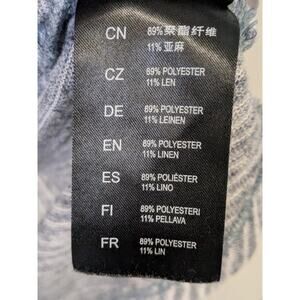 CN 89%聚酯纤维
11%亚麻
CZ 89% POLYESTER
11% LEN
DE 89% POLYESTER
11% LEINEN
EN 89% POLYESTER
11% LINEN
ES 89% POLIÉSTER
11% LINO
FI 89% POLYESTERI
11% PELLAVA
FR 89% POLYESTER
11% LIN